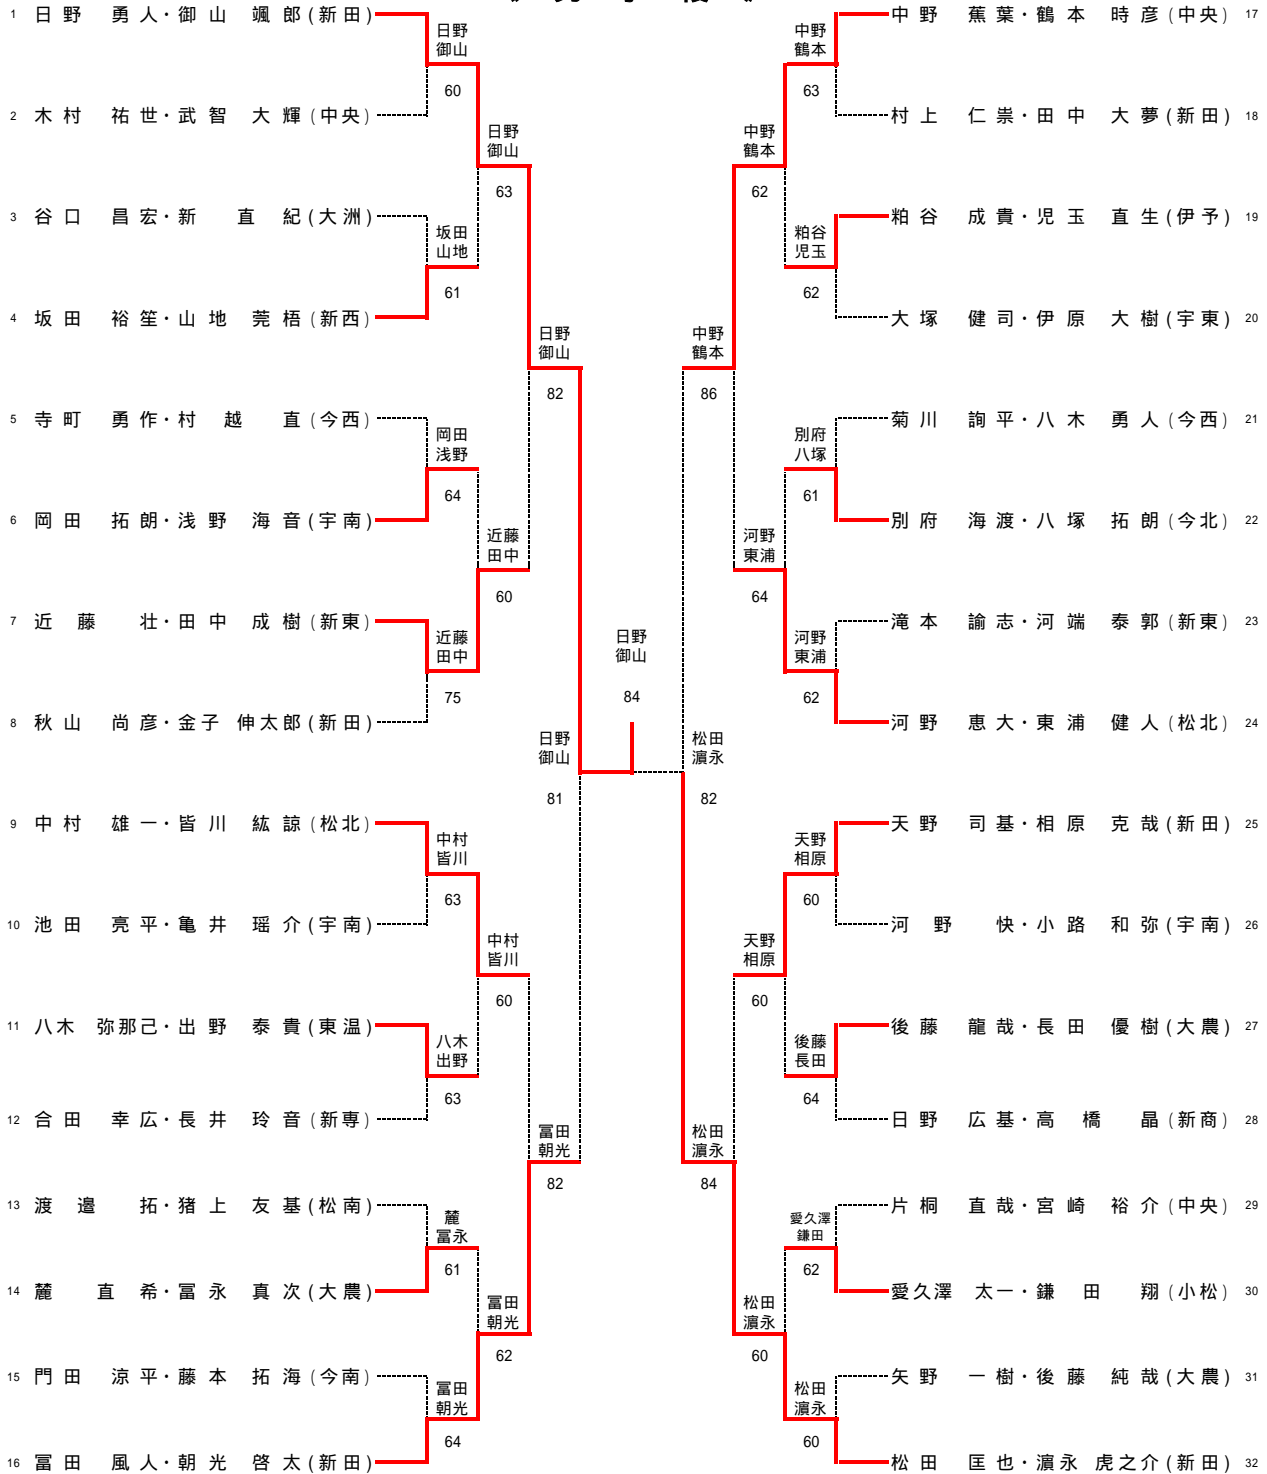 1 日野 勇人・御山 颯郎(新田)
日野
御山
60
2 木村 祐世・武智 大輝(中央)
日野
御山
63
3 谷口 昌宏・新 直紀(大洲)
坂田
山地
61
4 坂田 裕笙・山地 莞梧(新西)
日野
御山
82
5 寺町 勇作・村越 直(今西)
岡田
浅野
64
6 岡田 拓朗・浅野 海音(宇南)
近藤
田中
60
7 近藤 壮・田中 成樹(新東)
近藤
田中
75
8 秋山 尚彦・金子 伸太郎(新田)
日野
御山
81
9 中村 雄一・皆川 紘諒(松北)
中村
皆川
63
10 池田 亮平・亀井 瑶介(宇南)
中村
皆川
60
11 八木 弥那己・出野 泰貴(東温)
八木
出野
63
12 合田 幸広・長井 玲音(新専)
冨田
朝光
82
13 渡邉 拓・猪上 友基(松南)
麓
冨永
61
14 麓 直希・冨永 真次(大農)
冨田
朝光
62
15 門田 涼平・藤本 拓海(今南)
冨田
朝光
64
16 冨田 風人・朝光 啓太(新田)
日野
御山
84
中野 蕉葉・鶴本 時彦(中央) 17
中野
鶴本
63
村上 仁崇・田中 大夢(新田) 18
中野
鶴本
62
粕谷 成貴・児玉 直生(伊予) 19
粕谷
児玉
62
大塚 健司・伊原 大樹(宇東) 20
中野
鶴本
86
菊川 詢平・八木 勇人(今西) 21
別府
八塚
61
別府 海渡・八塚 拓朗(今北) 22
河野
東浦
64
滝本 諭志・河端 泰郭(新東) 23
河野
東浦
62
河野 恵大・東浦 健人(松北) 24
松田
濵永
82
天野 司基・相原 克哉(新田) 25
天野
相原
60
河野 快・小路 和弥(宇南) 26
天野
相原
60
後藤 龍哉・長田 優樹(大農) 27
後藤
長田
64
日野 広基・高橋 晶(新商) 28
松田
濵永
84
片桐 直哉・宮崎 裕介(中央) 29
愛久澤
鎌田
62
愛久澤 太一・鎌田 翔(小松) 30
松田
濵永
60
矢野 一樹・後藤 純哉(大農) 31
松田
濵永
60
松田 匡也・濵永 虎之介(新田) 32